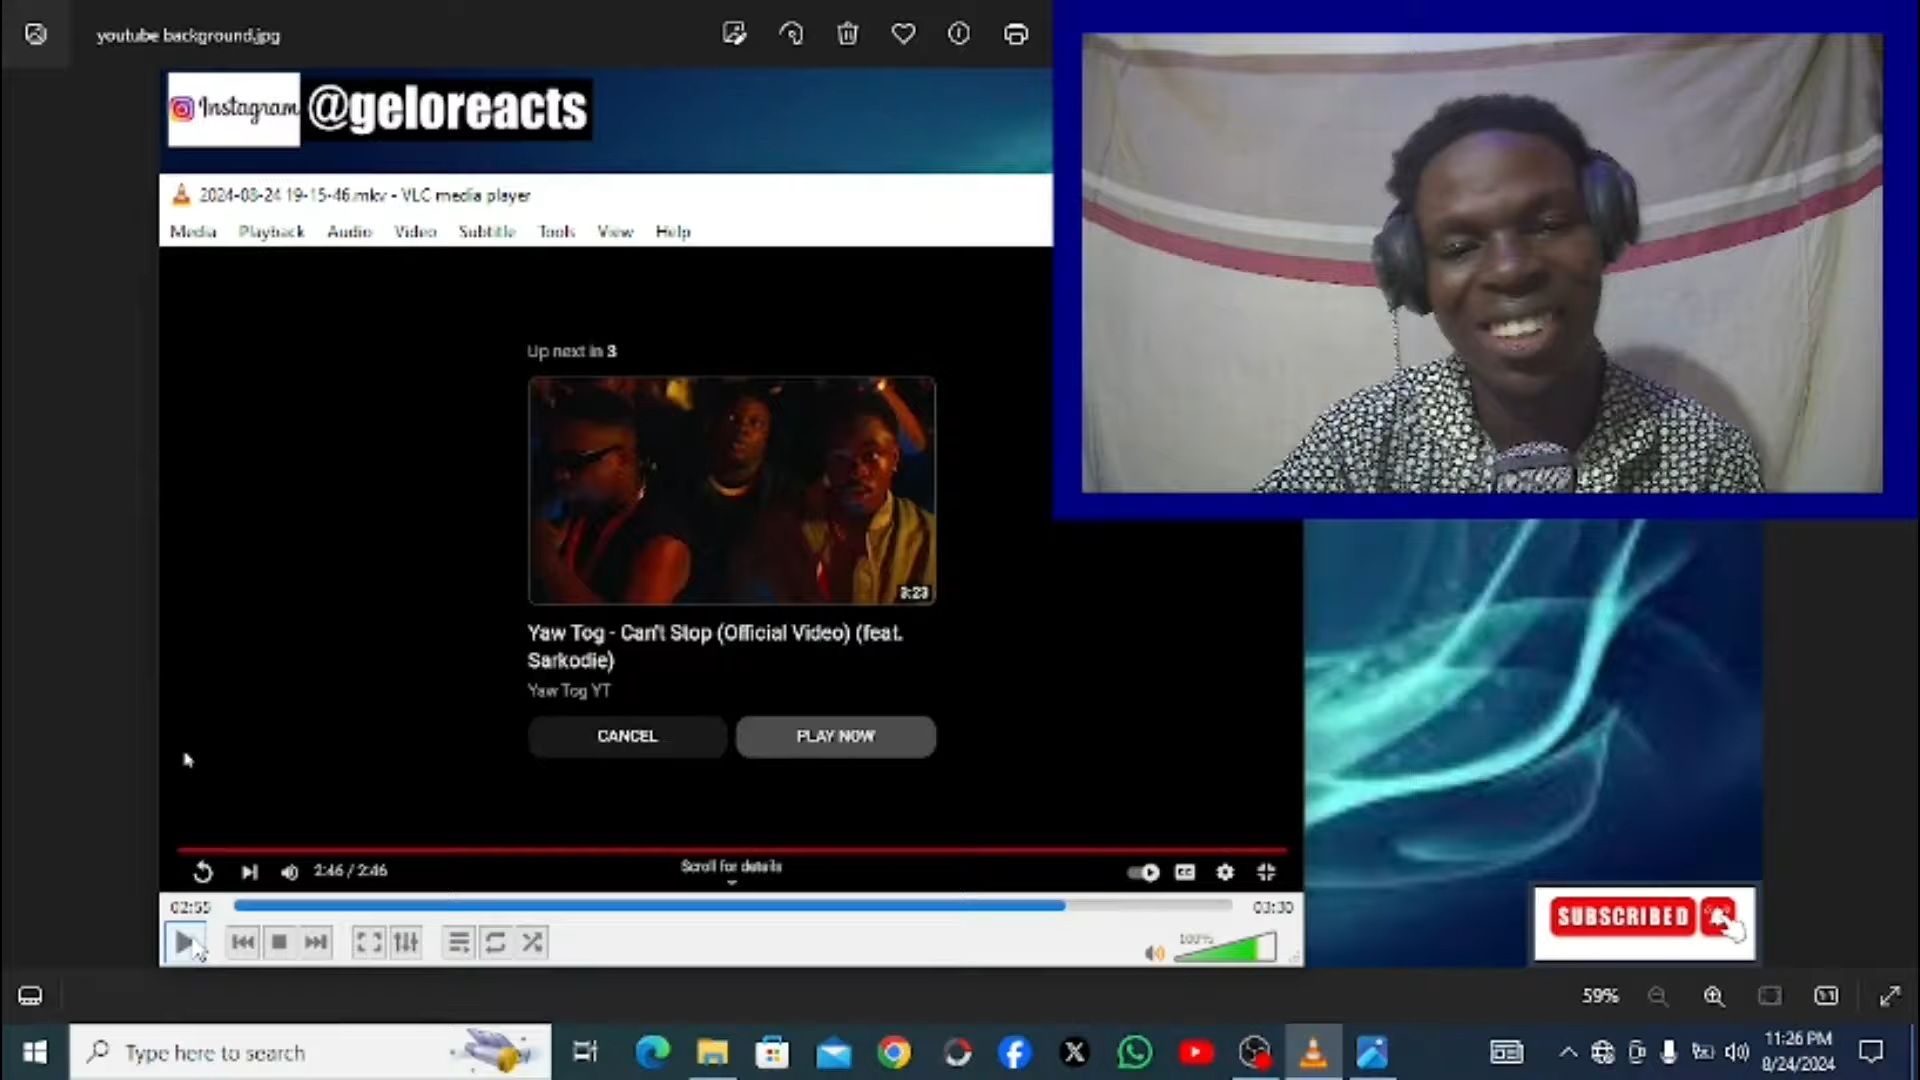 youtube background.jpg
Instagram @geloreacts
2024-08-24 19-15-46.mkv - VLC media player
Media Playback Audio Video Subtitle Tools View Help
Up next in 3
3:23
Yaw Tog - Can't Stop (Official Video) (feat.
Sarkodie)
Yaw Tog YT
CANCEL PLAY NOW
2:46 / 2:46
Scroll for details
02:55
03:30
100%
SUBSCRIBED
59%
Type here to search
11:26 PM
8/24/2024